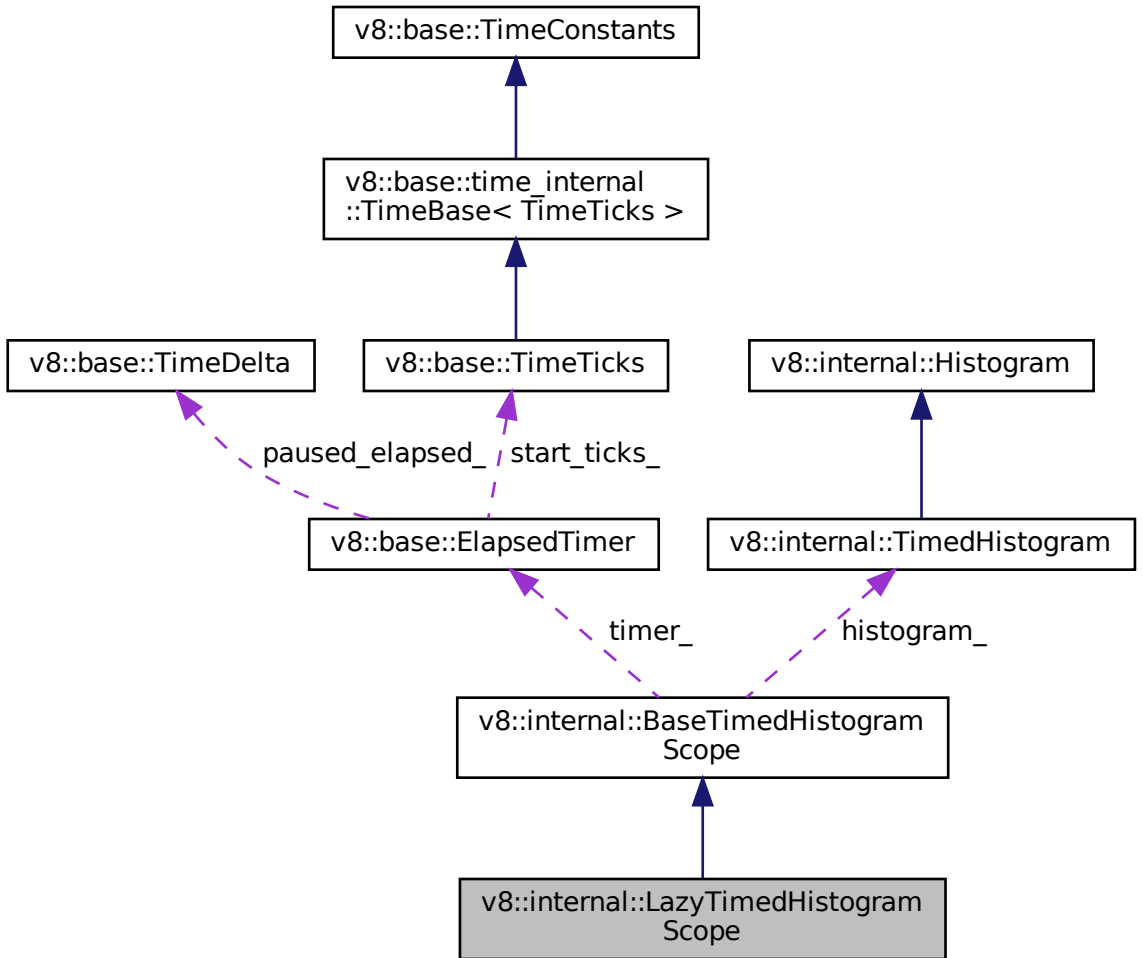 v8::base::TimeConstants
v8::base::time_internal
::TimeBase< TimeTicks >
v8::base::TimeDelta
v8::base::TimeTicks
v8::internal::Histogram
paused_elapsed_
start_ticks_
v8::base::ElapsedTimer
v8::internal::TimedHistogram
timer_
histogram_
v8::internal::BaseTimedHistogram
Scope
v8::internal::LazyTimedHistogram
Scope